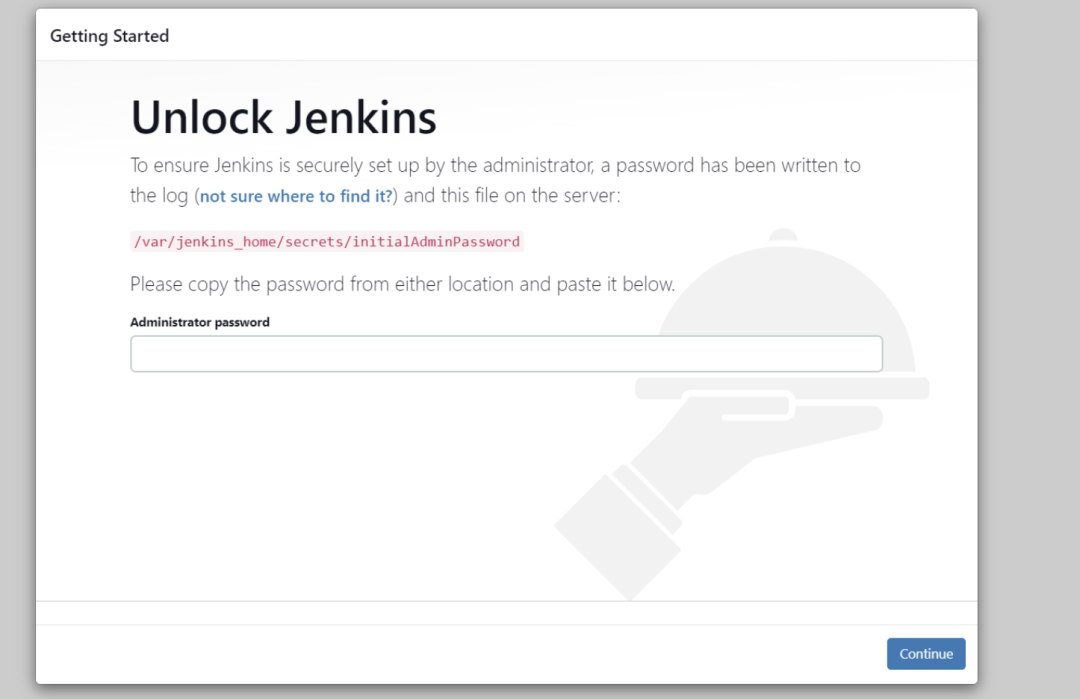 Getting Started
Unlock Jenkins
To ensure Jenkins is securely set up by the administrator, a password has been written to
the log (not sure where to find it?) and this file on the server:
/var/jenkins_home/secrets/initialAdminPassword
Please copy the password from either location and paste it below.
Administrator password
Continue